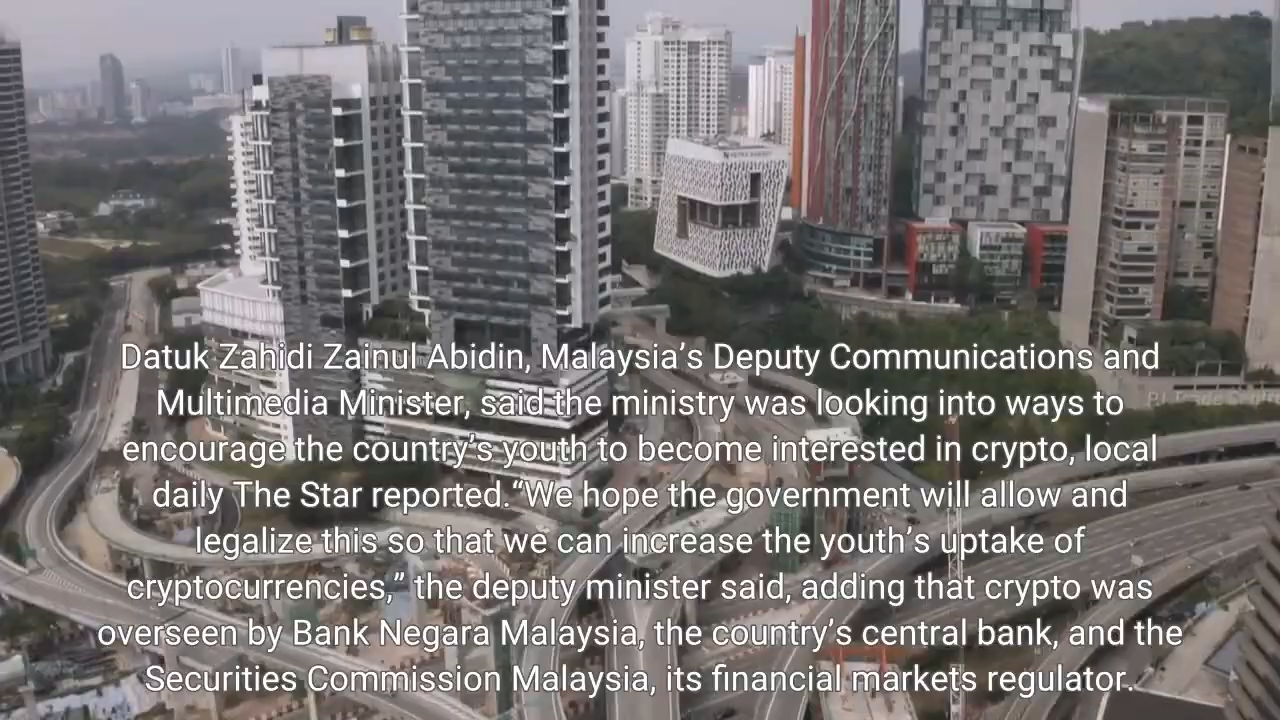 Datuk Zahidi Zainul Abidin, Malaysia’s Deputy Communications and
Multimedia Minister, said the ministry was looking into ways to
encourage the country’s youth to become interested in crypto, local
daily The Star reported.“We hope the government will allow and
legalize this so that we can increase the youth’s uptake of
cryptocurrencies,” the deputy minister said, adding that crypto was
overseen by Bank Negara Malaysia, the country’s central bank, and the
Securities Commission Malaysia, its financial markets regulator.